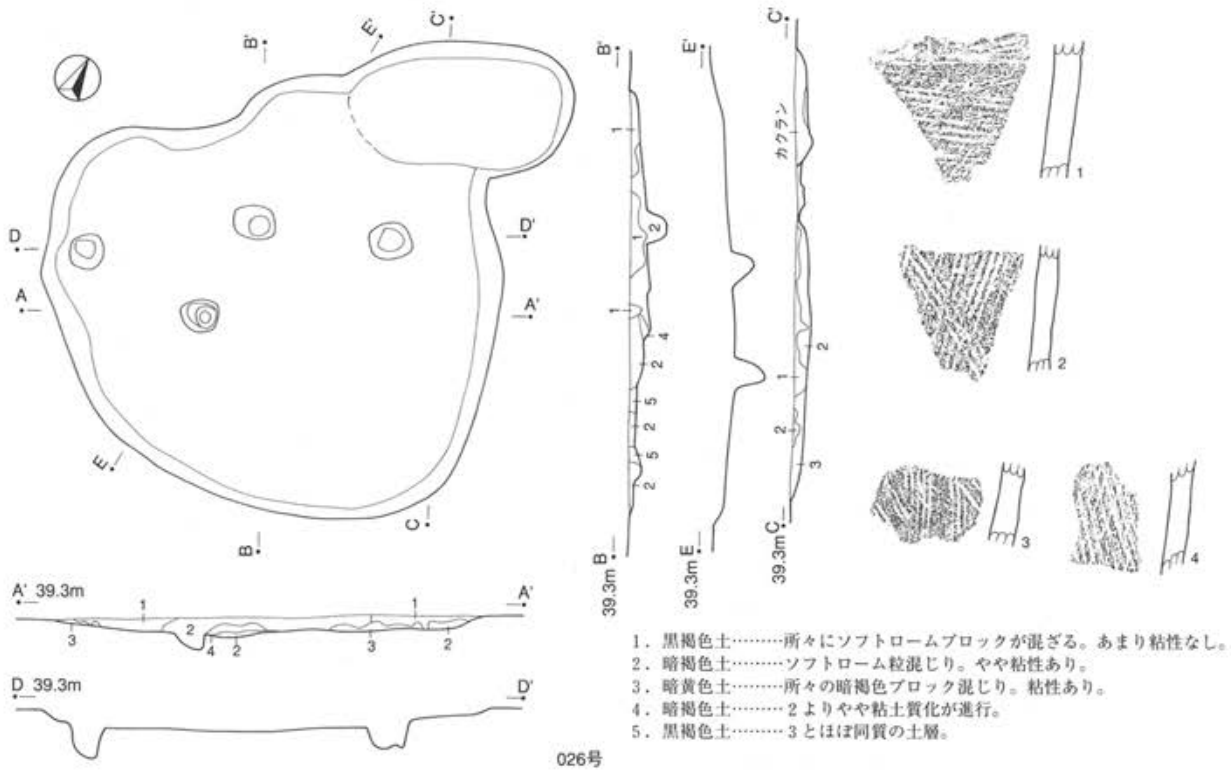 B'
E'
C'
D
D'
A
A'
E
C
B
A' 39.3m
A'
1
1
2
3
4
2
3
2
D 39.3m
D'
B'
1
1
2
1
4
2
5
2
5
2
39.3m B
E'
39.3m E
C'
カクラン
2
1
2
3
39.3m C
1
2
3
4
1. 黒褐色土………所々にソフトロームブロックが混ざる。あまり粘性なし。
2. 暗褐色土………ソフトローム粒混じり。やや粘性あり。
3. 暗黄色土………所々の暗褐色ブロック混じり。粘性あり。
4. 暗褐色土………2よりやや粘土質化が進行。
5. 黒褐色土………3とほぼ同質の土層。
026号